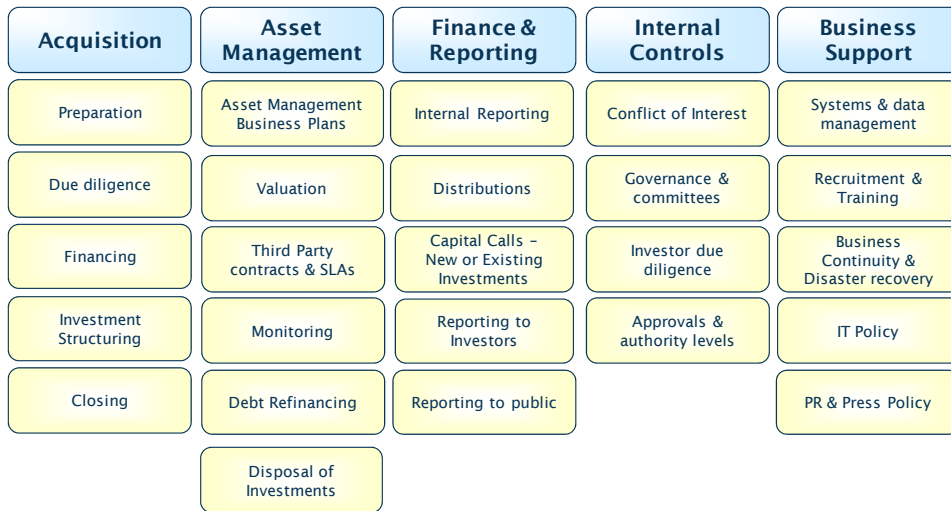 Acquisition
Asset
Management
Finance &
Reporting
Internal
Controls
Business
Support
Preparation
Asset Management
Business Plans
Internal Reporting
Conflict of Interest
Systems & data
management
Due diligence
Valuation
Distributions
Governance &
committees
Recruitment &
Training
Financing
Third Party
contracts & SLAs
Capital Calls –
New or Existing
Investments
Investor due
diligence
Business
Continuity &
Disaster recovery
Investment
Structuring
Monitoring
Reporting to
Investors
Approvals &
authority levels
IT Policy
Closing
Debt Refinancing
Reporting to public
PR & Press Policy
Disposal of
Investments